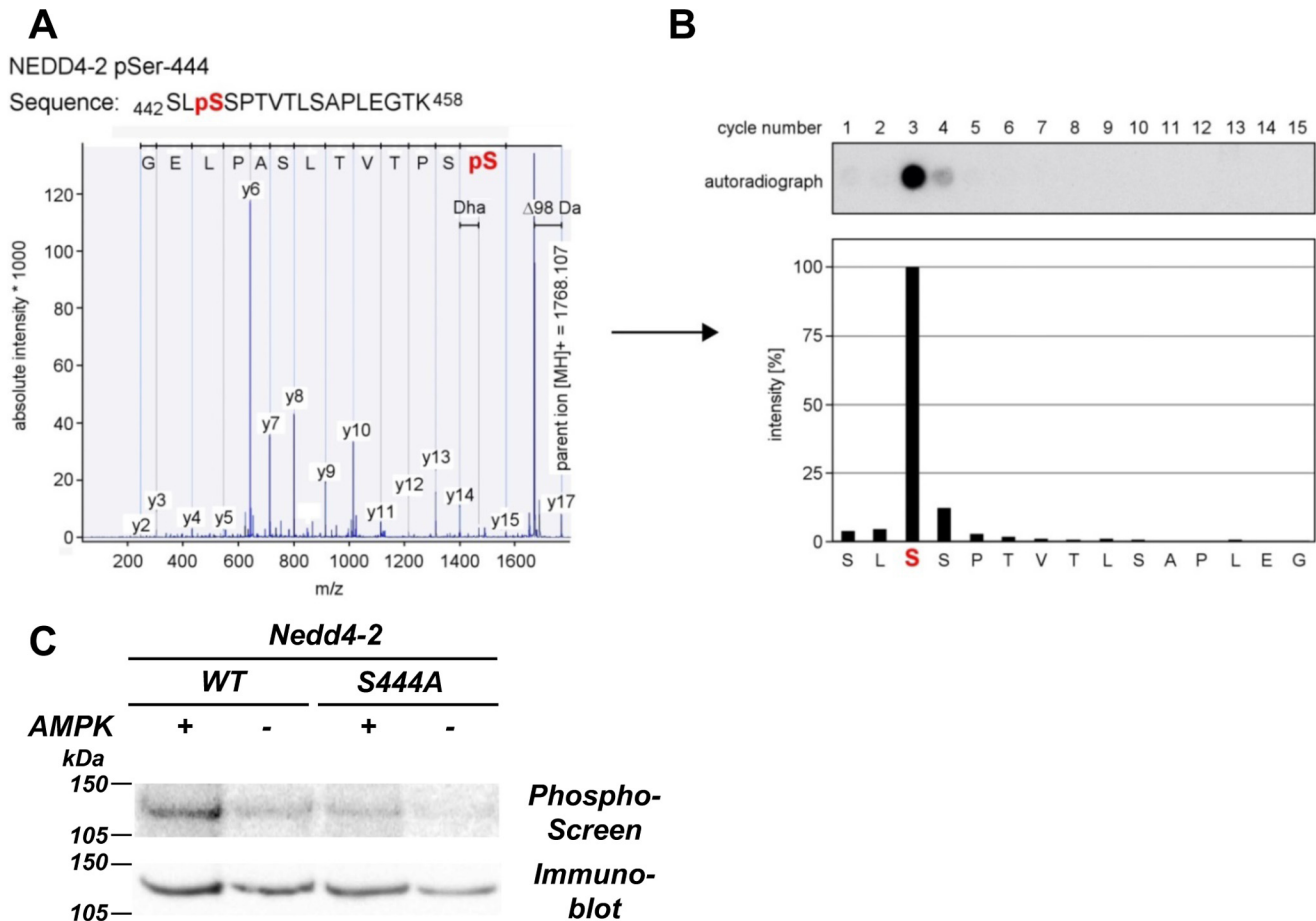 A
NEDD4-2 pSer-444
Sequence: 442 SLpSSPTVTLSAPLEGTK 458
G E L P A S L T V T P S pS
Dha
Δ98 Da
parent ion [MH]+ = 1768.107
absolute intensity * 1000
120
100
80
60
40
20
0
y2
y3
y4
y5
y6
y7
y8
y9
y10
y11
y12
y13
y14
y15
y17
200 400 600 800 1000 1200 1400 1600
m/z
B
cycle number 1 2 3 4 5 6 7 8 9 10 11 12 13 14 15
autoradiograph
intensity [%]
100
75
50
25
0
S L S S P T V T L S A P L E G
C
Nedd4-2
WT S444A
AMPK + - + -
kDa
150
105
Phospho-
Screen
150
105
Immuno-
blot